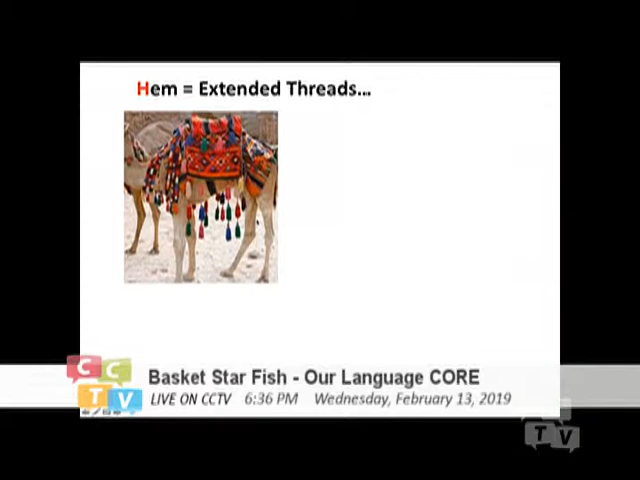 Hem = Extended Threads...
CC
TV
Basket Star Fish - Our Language CORE
LIVE ON CCTV 6:36 PM Wednesday, February 13, 2019
TV